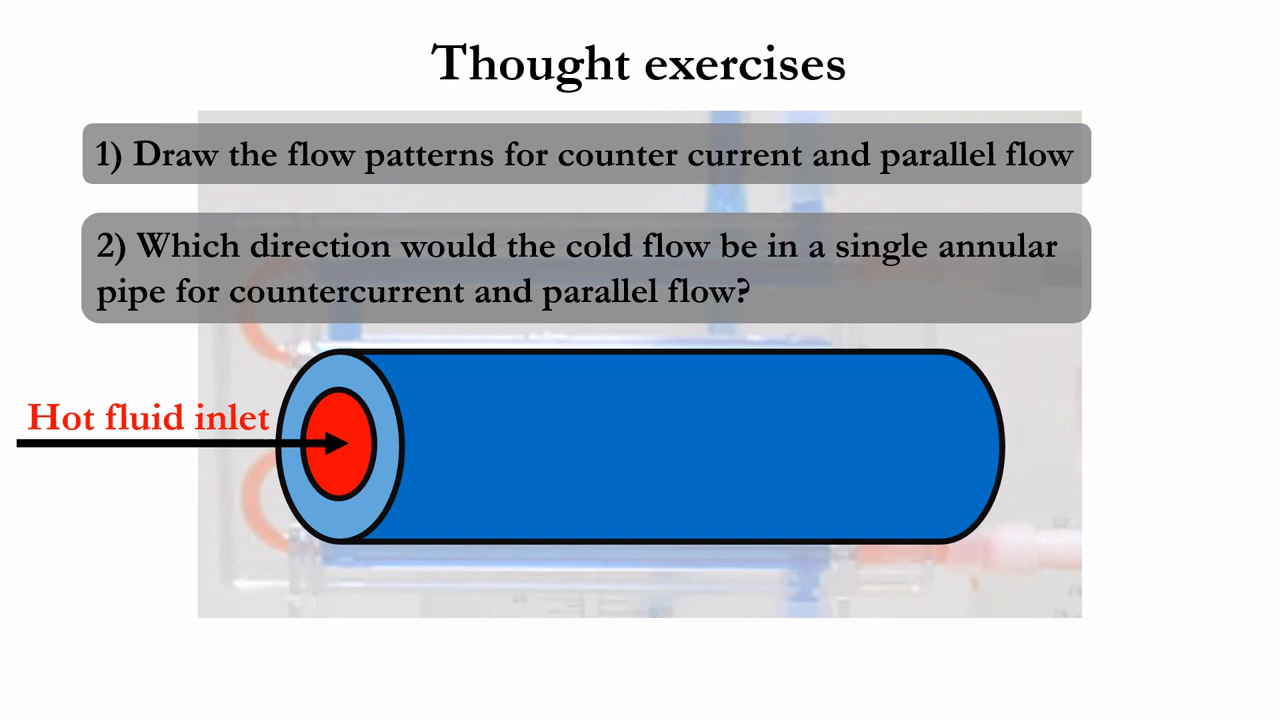 Thought exercises
1) Draw the flow patterns for counter current and parallel flow
2) Which direction would the cold flow be in a single annular
pipe for countercurrent and parallel flow?
Hot fluid inlet